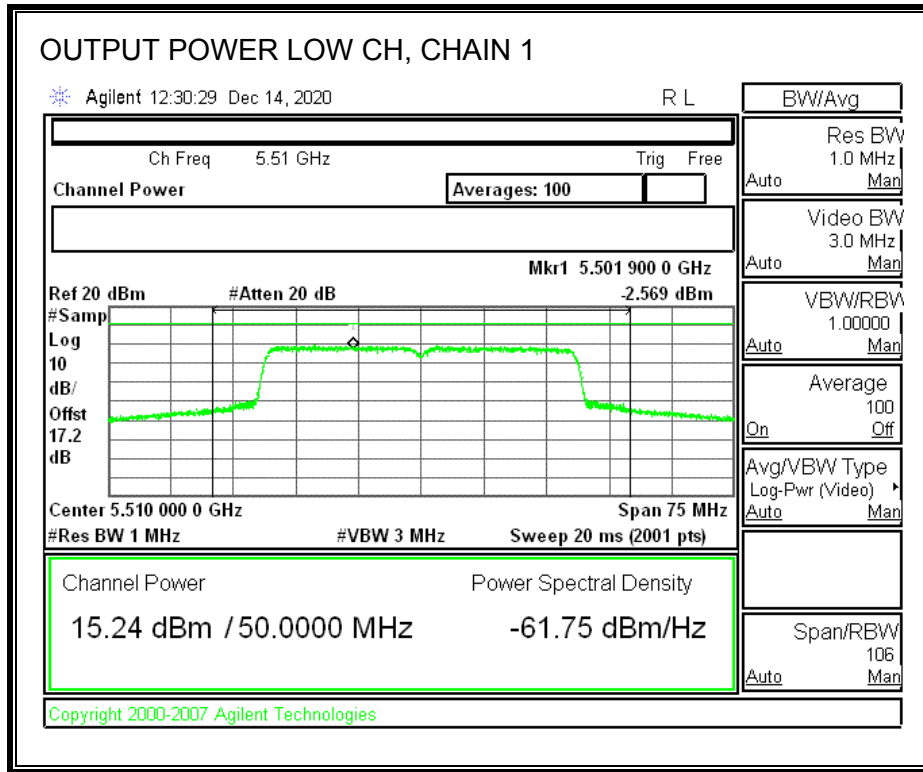 OUTPUT POWER LOW CH, CHAIN 1
Agilent 12:30:29 Dec 14, 2020 R L
Ch Freq 5.51 GHz Trig Free
Channel Power Averages: 100
Mkr1 5.501 900 0 GHz
Ref 20 dBm #Atten 20 dB -2.569 dBm
#Samp
Log
10
dB/
Offst
17.2
dB
1
Center 5.510 000 0 GHz Span 75 MHz
#Res BW 1 MHz #VBW 3 MHz Sweep 20 ms (2001 pts)
Channel Power Power Spectral Density
15.24 dBm / 50.0000 MHz -61.75 dBm/Hz
Copyright 2000-2007 Agilent Technologies
BW/Avg
Res BW
1.0 MHz
Auto Man
Video BW
3.0 MHz
Auto Man
VBW/RBW
1.00000
Auto Man
Average
100
On Off
Avg/VBW Type
Log-Pwr (Video)
Auto Man
Span/RBW
106
Auto Man